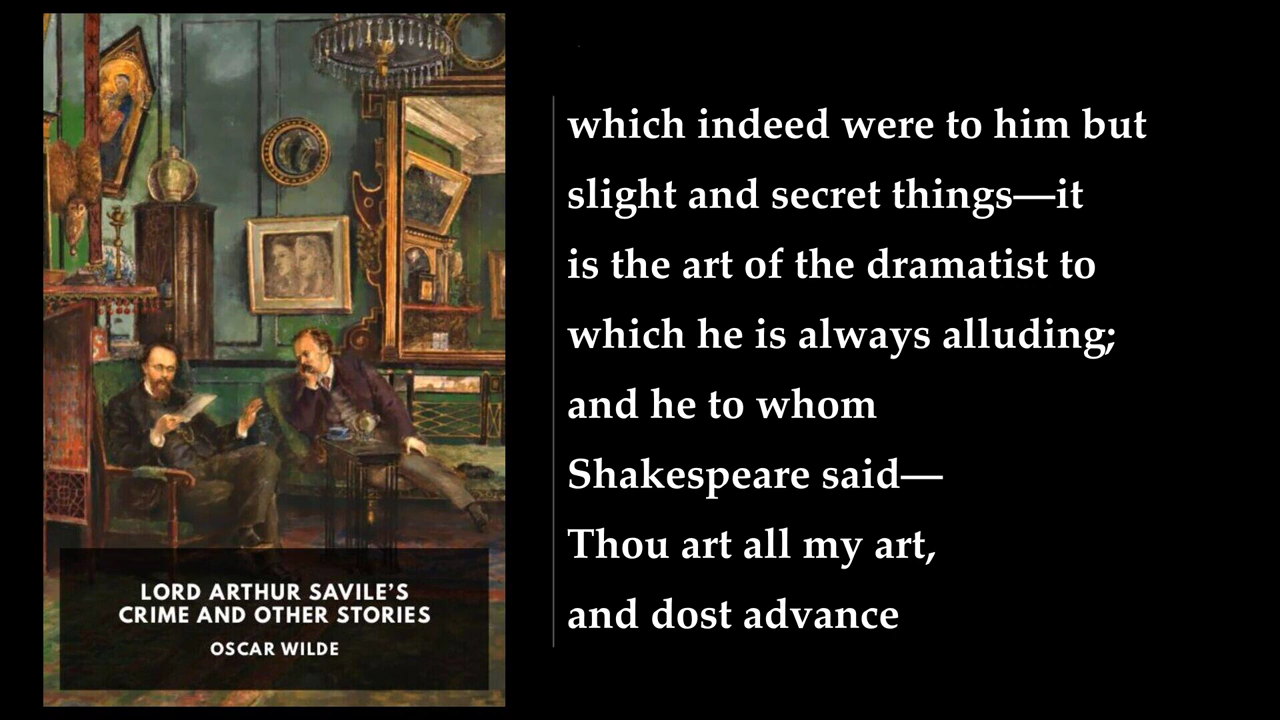 LORD ARTHUR SAVILE’S
CRIME AND OTHER STORIES
OSCAR WILDE
which indeed were to him but
slight and secret things—it
is the art of the dramatist to
which he is always alluding;
and he to whom
Shakespeare said—
Thou art all my art,
and dost advance